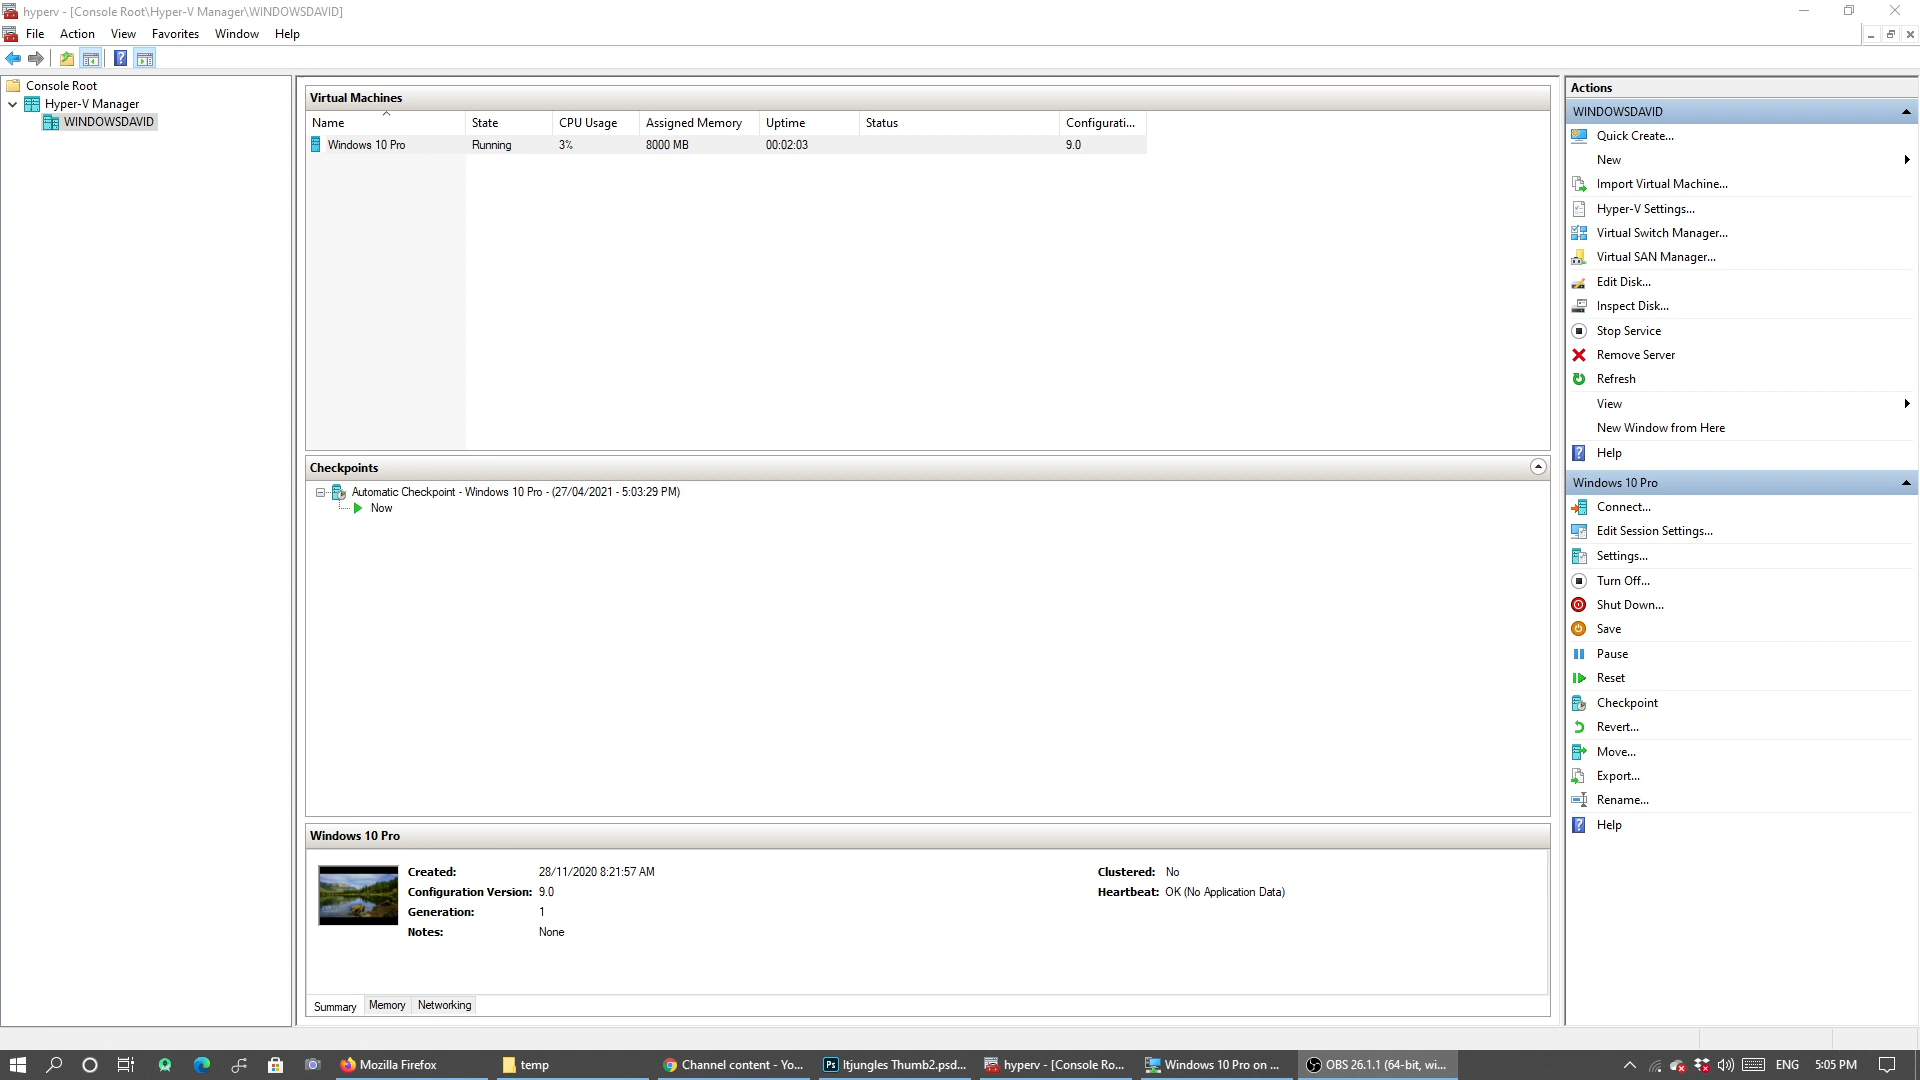 hyperv - [Console Root\Hyper-V Manager\WINDOWSDAVID]
File Action View Favorites Window Help
Console Root
Hyper-V Manager
WINDOWSDAVID
Virtual Machines
Name State CPU Usage Assigned Memory Uptime Status Configurati...
Windows 10 Pro Running 3% 8000 MB 00:02:03 9.0
Checkpoints
Automatic Checkpoint - Windows 10 Pro - (27/04/2021 - 5:03:29 PM)
Now
Windows 10 Pro
Created: 28/11/2020 8:21:57 AM
Configuration Version: 9.0
Generation: 1
Notes: None
Clustered: No
Heartbeat: OK (No Application Data)
Summary Memory Networking
Actions
WINDOWSDAVID
Quick Create...
New
Import Virtual Machine...
Hyper-V Settings...
Virtual Switch Manager...
Virtual SAN Manager...
Edit Disk...
Inspect Disk...
Stop Service
Remove Server
Refresh
View
New Window from Here
Help
Windows 10 Pro
Connect...
Edit Session Settings...
Settings...
Turn Off...
Shut Down...
Save
Pause
Reset
Checkpoint
Revert...
Move...
Export...
Rename...
Help
Mozilla Firefox temp Channel content - Yo... Itjungles Thumb2.psd... hyperv - [Console Ro... Windows 10 Pro on ... OBS 26.1.1 (64-bit, wi... ENG 5:05 PM